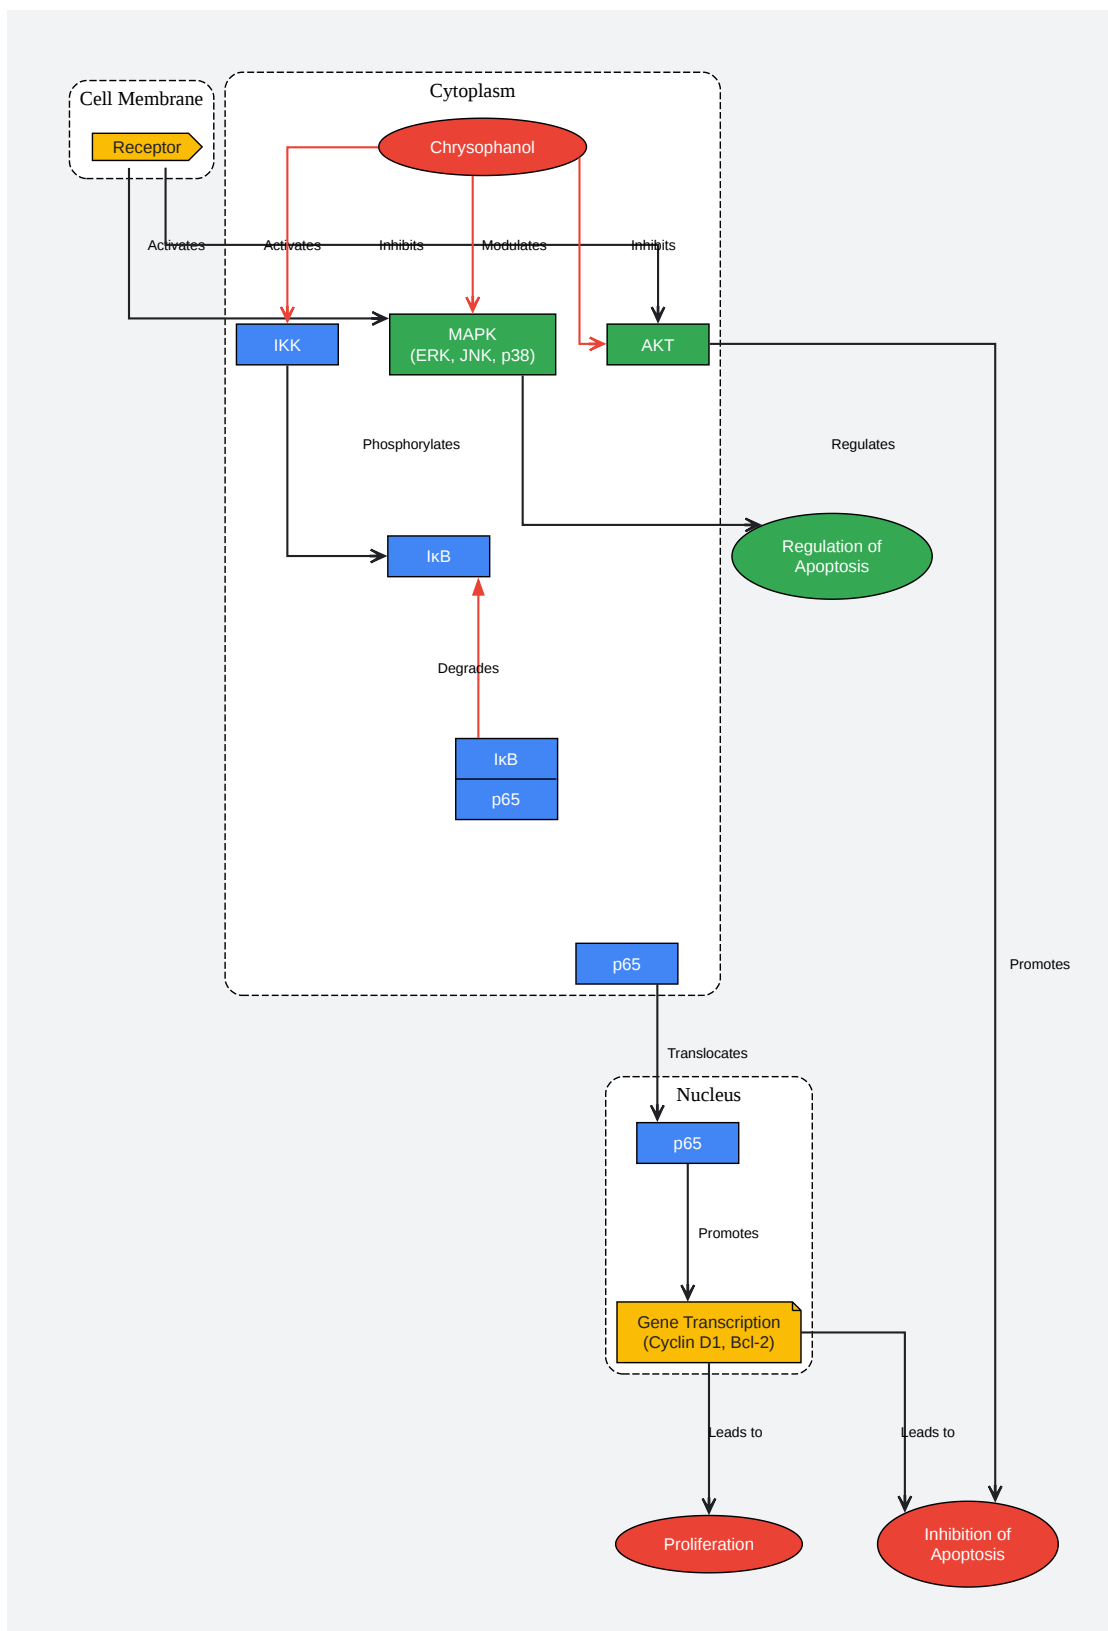 Cell Membrane
Receptor
Cytoplasm
Chrysophanol
Activates
Activates
Inhibits
Modulates
Inhibits
IKK
MAPK
(ERK, JNK, p38)
AKT
Phosphorylates
Regulates
IκB
Regulation of
Apoptosis
Degrades
IκB
p65
p65
Promotes
Translocates
Nucleus
p65
Promotes
Gene Transcription
(Cyclin D1, Bcl-2)
Leads to
Leads to
Proliferation
Inhibition of
Apoptosis